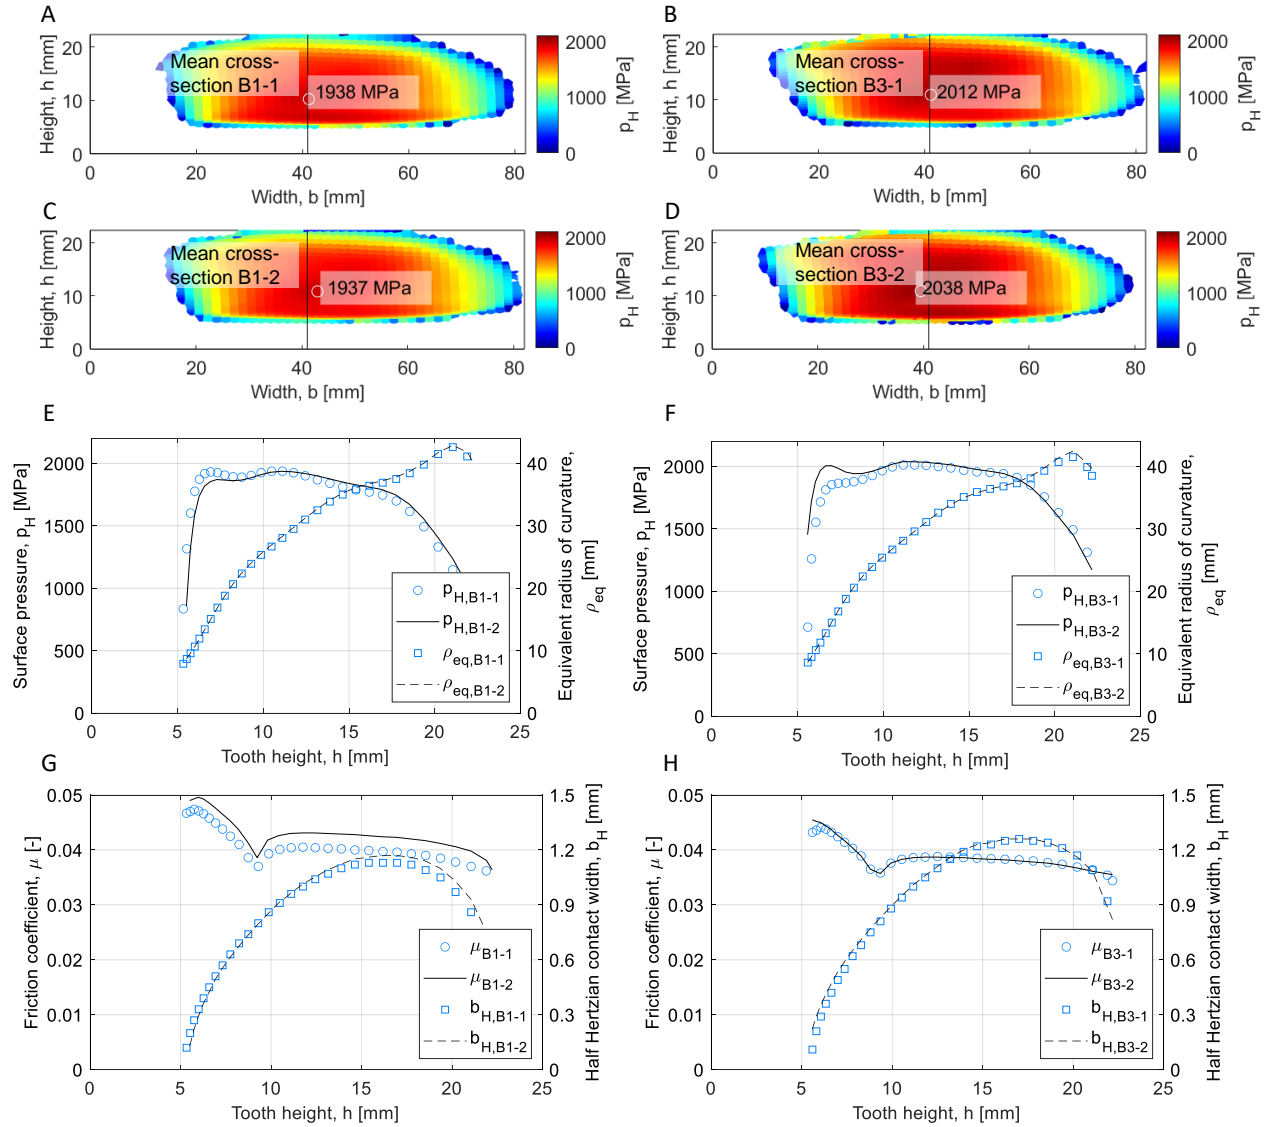 A
Height, h [mm]
20
10
0
Mean cross-
section B1-1
1938 MPa
0
20
40
60
80
Width, b [mm]
2000
1000
0
pH [MPa]
B
Height, h [mm]
20
10
0
Mean cross-
section B3-1
2012 MPa
0
20
40
60
80
Width, b [mm]
2000
1000
0
pH [MPa]
C
Height, h [mm]
20
10
0
Mean cross-
section B1-2
1937 MPa
0
20
40
60
80
Width, b [mm]
2000
1000
0
pH [MPa]
D
Height, h [mm]
20
10
0
Mean cross-
section B3-2
2038 MPa
0
20
40
60
80
Width, b [mm]
2000
1000
0
pH [MPa]
E
Surface pressure, pH [MPa]
2000
1500
1000
500
0
0
5
10
15
20
25
Tooth height, h [mm]
40
30
20
10
0
Equivalent radius of curvature,
ρeq [mm]
pH,B1-1
pH,B1-2
ρeq,B1-1
ρeq,B1-2
F
Surface pressure, pH [MPa]
2000
1500
1000
500
0
0
5
10
15
20
25
Tooth height, h [mm]
40
30
20
10
0
Equivalent radius of curvature,
ρeq [mm]
pH,B3-1
pH,B3-2
ρeq,B3-1
ρeq,B3-2
G
Friction coefficient, μ [-]
0.05
0.04
0.03
0.02
0.01
0
0
5
10
15
20
25
Tooth height, h [mm]
1.5
1.2
0.9
0.6
0.3
0
Half Hertzian contact width, bH [mm]
μB1-1
μB1-2
bH,B1-1
bH,B1-2
H
Friction coefficient, μ [-]
0.05
0.04
0.03
0.02
0.01
0
0
5
10
15
20
25
Tooth height, h [mm]
1.5
1.2
0.9
0.6
0.3
0
Half Hertzian contact width, bH [mm]
μB3-1
μB3-2
bH,B3-1
bH,B3-2